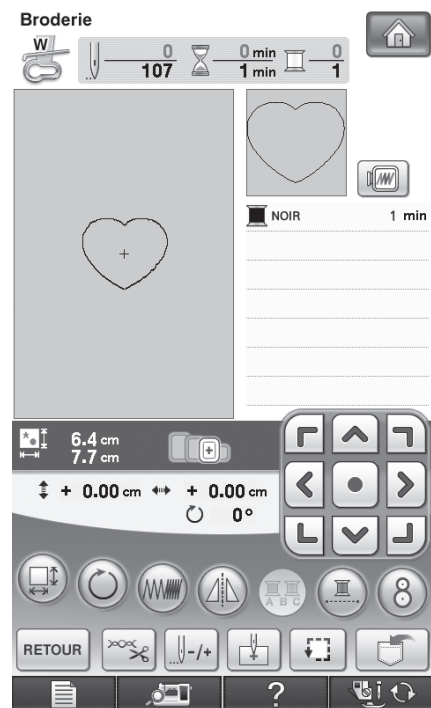 Broderie
W
0 0 min 0
107 1 min 1
NOIR 1 min
6.4 cm
7.7 cm
+ 0.00 cm + 0.00 cm
0°
A B C
8
RETOUR
-/+
?